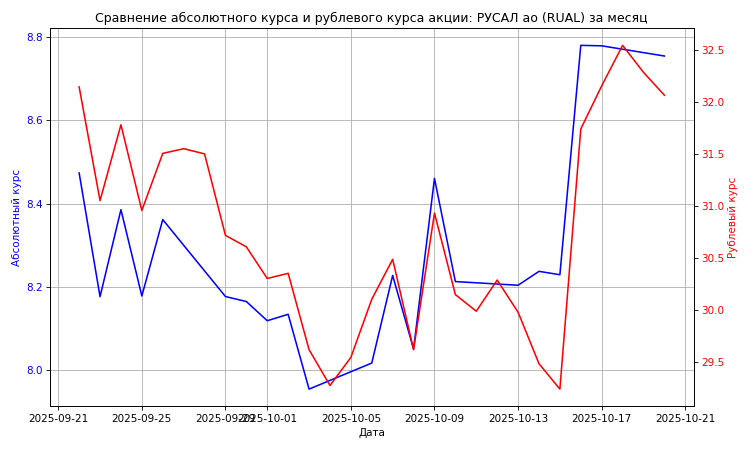 Сравнение абсолютного курса и рублевого курса акции: РУСАЛ ао (RUAL) за месяц
Абсолютный курс
8.8
8.6
8.4
8.2
8.0
32.5
32.0
31.5
31.0
30.5
30.0
29.5
Рублевый курс
2025-09-21 2025-09-25 2025-09-29 2025-10-01 2025-10-05 2025-10-09 2025-10-13 2025-10-17 2025-10-21
Дата